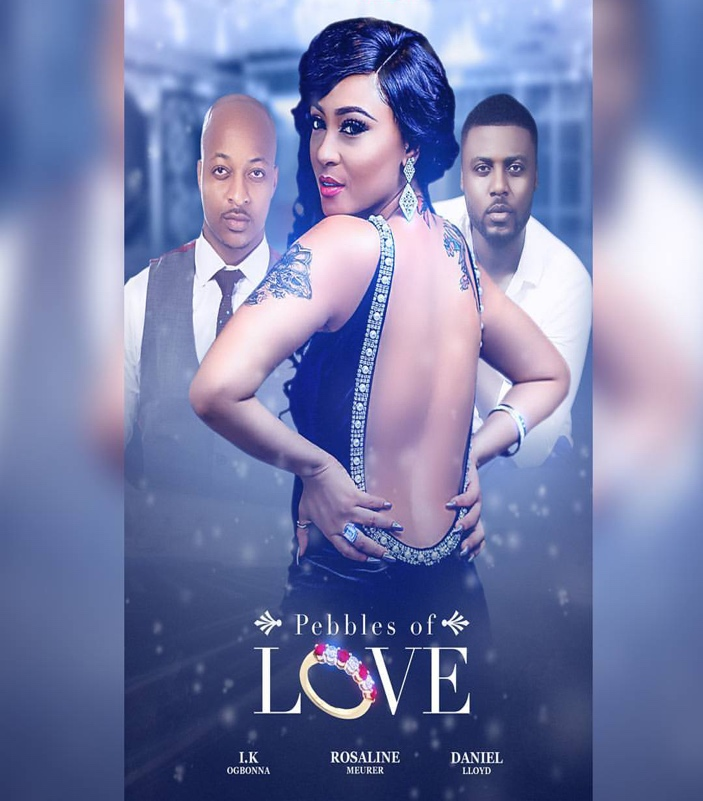 Pebbles of
LOVE
I.K
OGBONNA
ROSALINE
MEURER
DANIEL
LLOYD